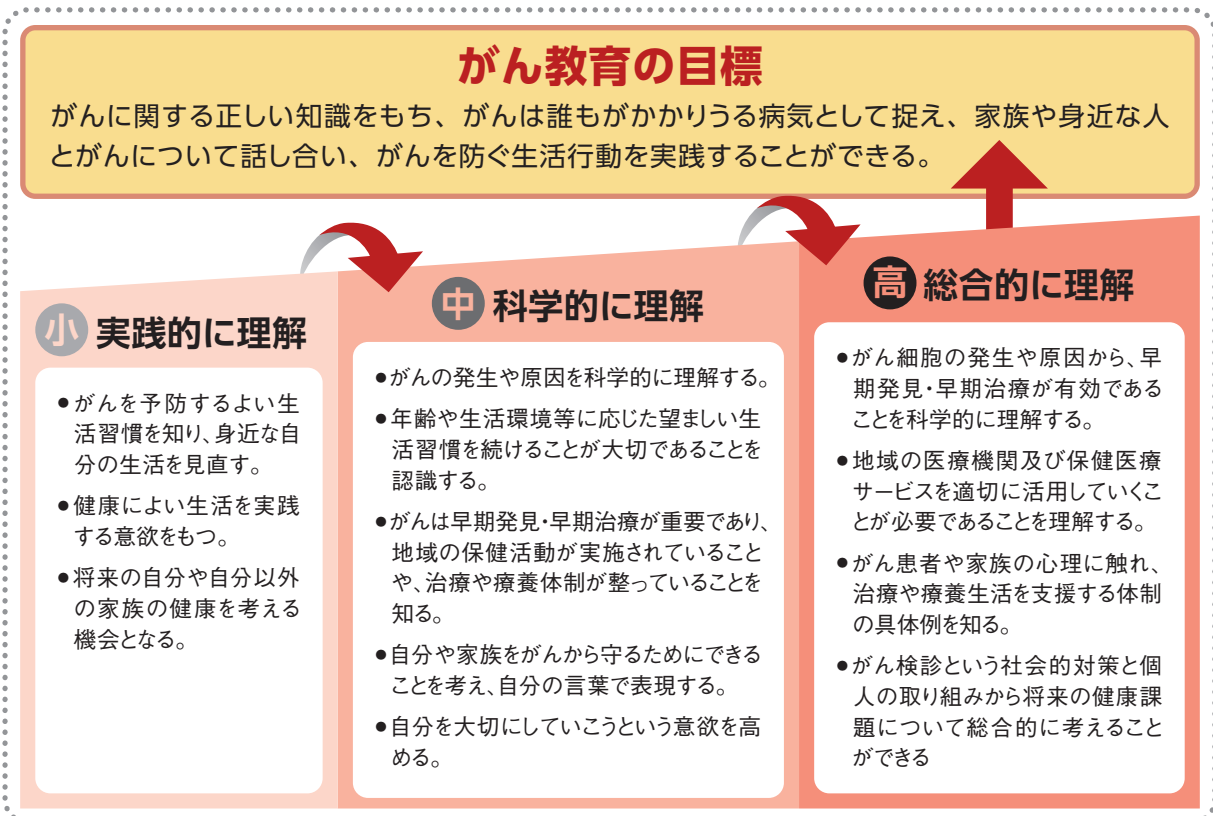 がん教育の目標
がんに関する正しい知識をもち、がんは誰もがかかりうる病気として捉え、家族や身近な人
とがんについて話し合い、がんを防ぐ生活行動を実践することができる。
小 実践的に理解
●がんを予防するよい生
活習慣を知り、身近な自
分の生活を見直す。
●健康によい生活を実践
する意欲をもつ。
●将来の自分や自分以外
の家族の健康を考える
機会となる。
中 科学的に理解
●がんの発生や原因を科学的に理解する。
●年齢や生活環境等に応じた望ましい生
活習慣を続けることが大切であることを
認識する。
●がんは早期発見・早期治療が重要であり、
地域の保健活動が実施されていること
や、治療や療養体制が整っていることを
知る。
●自分や家族をがんから守るためにできる
ことを考え、自分の言葉で表現する。
●自分を大切にしていこうという意欲を高
める。
高 総合的に理解
●がん細胞の発生や原因から、早
期発見・早期治療が有効である
ことを科学的に理解する。
●地域の医療機関及び保健医療
サービスを適切に活用していくこ
とが必要であることを理解する。
●がん患者や家族の心理に触れ、
治療や療養生活を支援する体制
の具体例を知る。
●がん検診という社会的対策と個
人の取り組みから将来の健康課
題について総合的に考えること
ができる